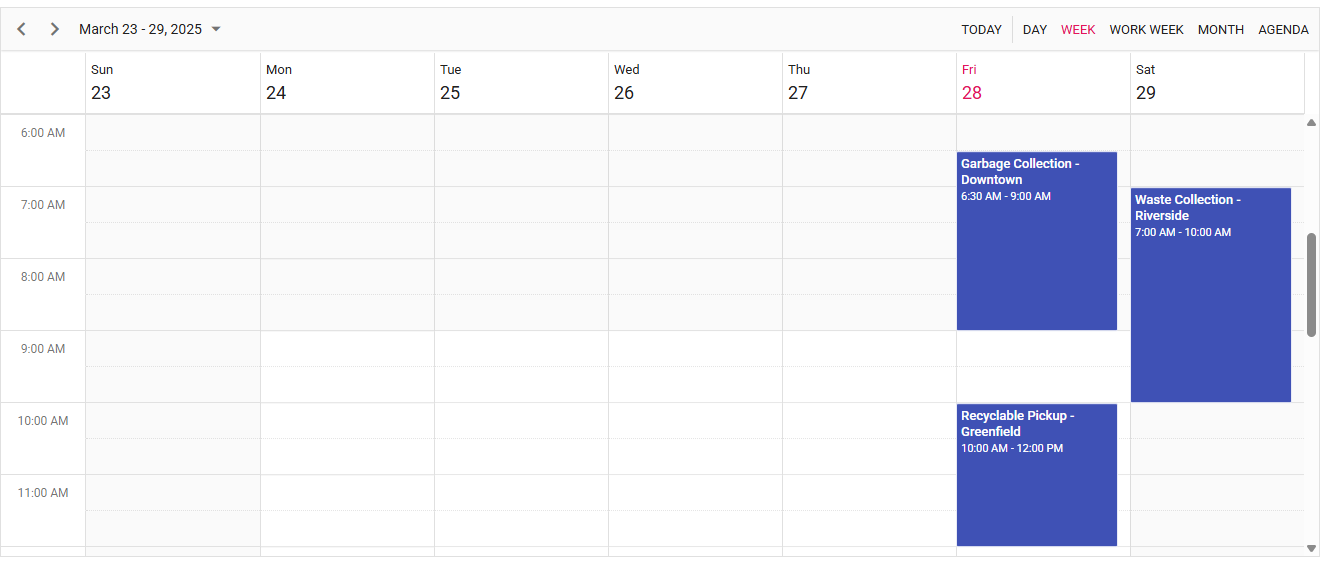 March 23 - 29, 2025
TODAY DAY WEEK WORK WEEK MONTH AGENDA
Sun Mon Tue Wed Thu Fri Sat
23 24 25 26 27 28 29
6:00 AM
Garbage Collection -
Downtown
6:30 AM - 9:00 AM
7:00 AM
Waste Collection -
Riverside
7:00 AM - 10:00 AM
8:00 AM
9:00 AM
10:00 AM
Recyclable Pickup -
Greenfield
10:00 AM - 12:00 PM
11:00 AM